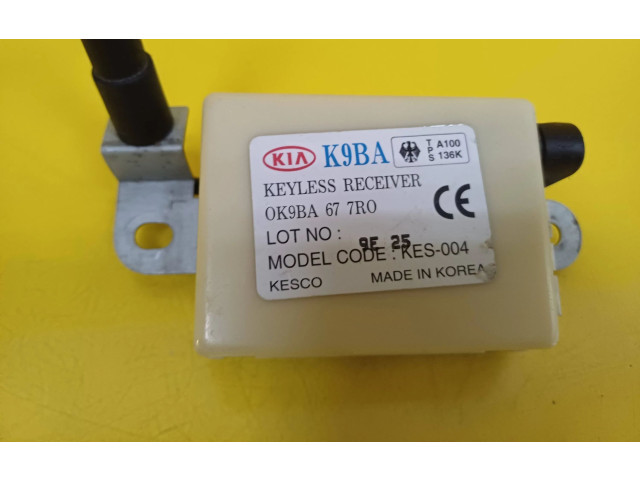 KIA K9BA
TPS A100
136K
KEYLESS RECEIVER
OK9BA 67 7RO
CE
LOT NO : 9F 25
MODEL CODE : KES-004
KESCO MADE IN KOREA